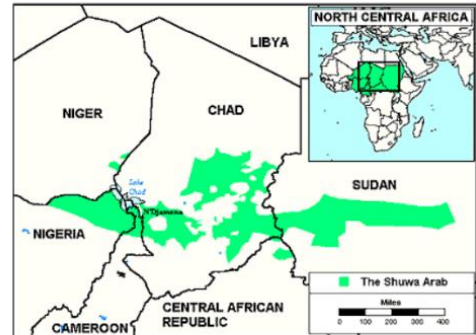 NORTH CENTRAL AFRICA
LIBYA
NIGER
CHAD
Lake
Chad
N'Djamena
SUDAN
NIGERIA
CAMEROON
CENTRAL AFRICAN
REPUBLIC
The Shuwa Arab
Miles
0 100 200 300 400